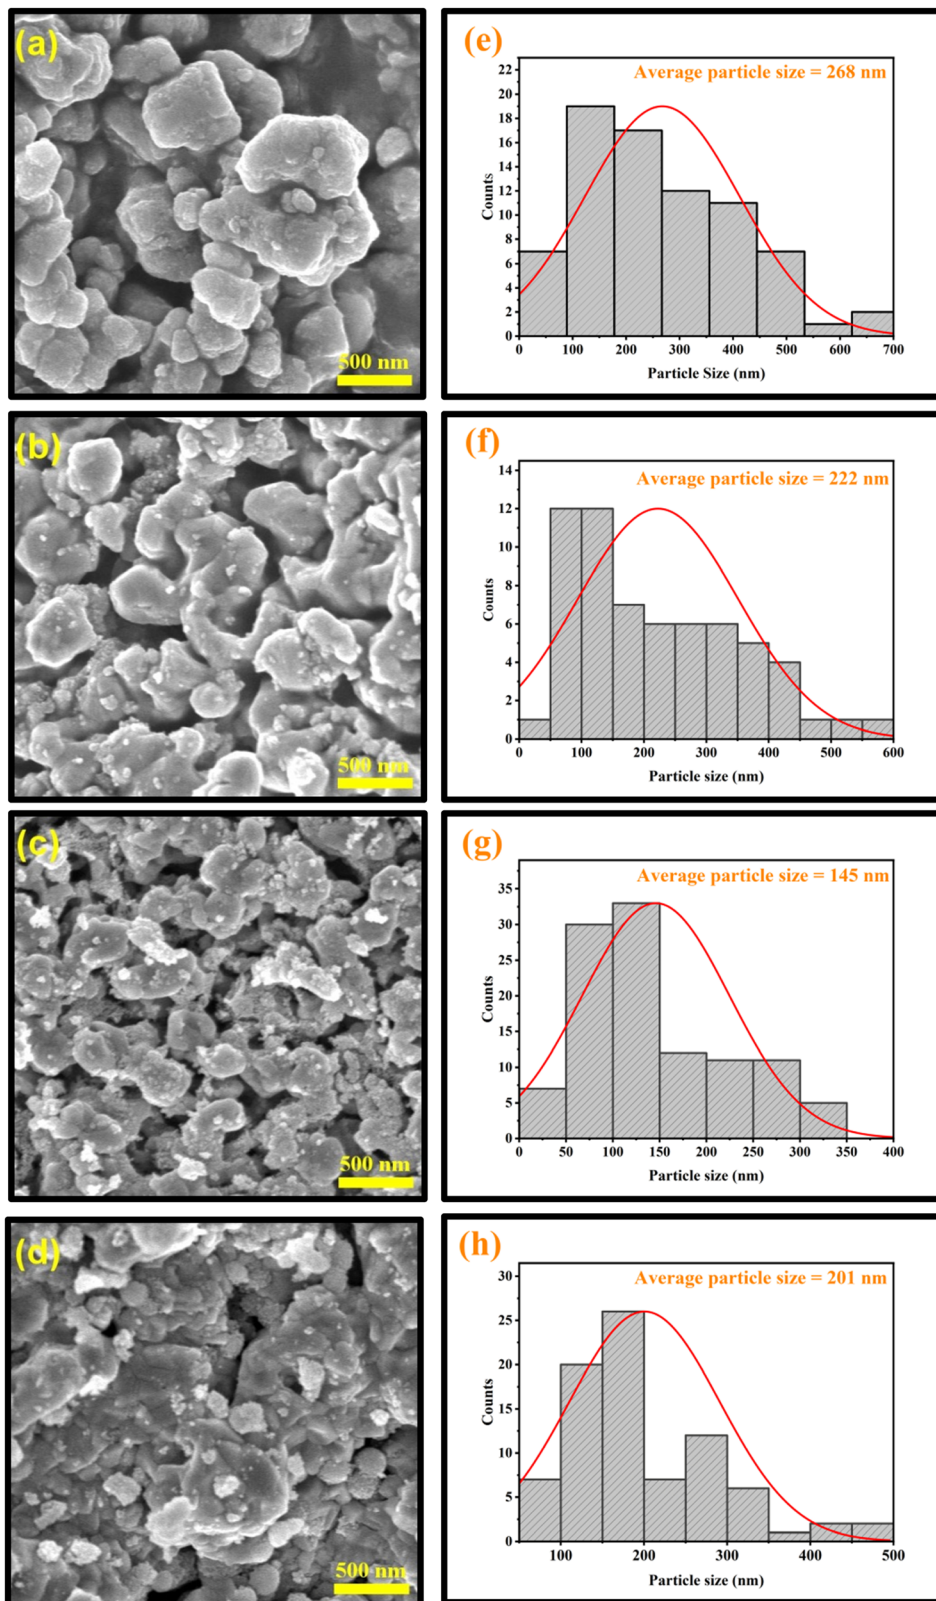 (a)
500 nm
(e)
Average particle size = 268 nm
22
20
18
16
14
12
10
8
6
4
2
0
Counts
0 100 200 300 400 500 600 700
Particle Size (nm)
(b)
500 nm
(f)
Average particle size = 222 nm
14
12
10
8
6
4
2
0
Counts
0 100 200 300 400 500 600
Particle size (nm)
(c)
500 nm
(g)
Average particle size = 145 nm
35
30
25
20
15
10
5
0
Counts
0 50 100 150 200 250 300 350 400
Particle size (nm)
(d)
500 nm
(h)
Average particle size = 201 nm
30
25
20
15
10
5
0
Counts
100 200 300 400 500
Particle size (nm)